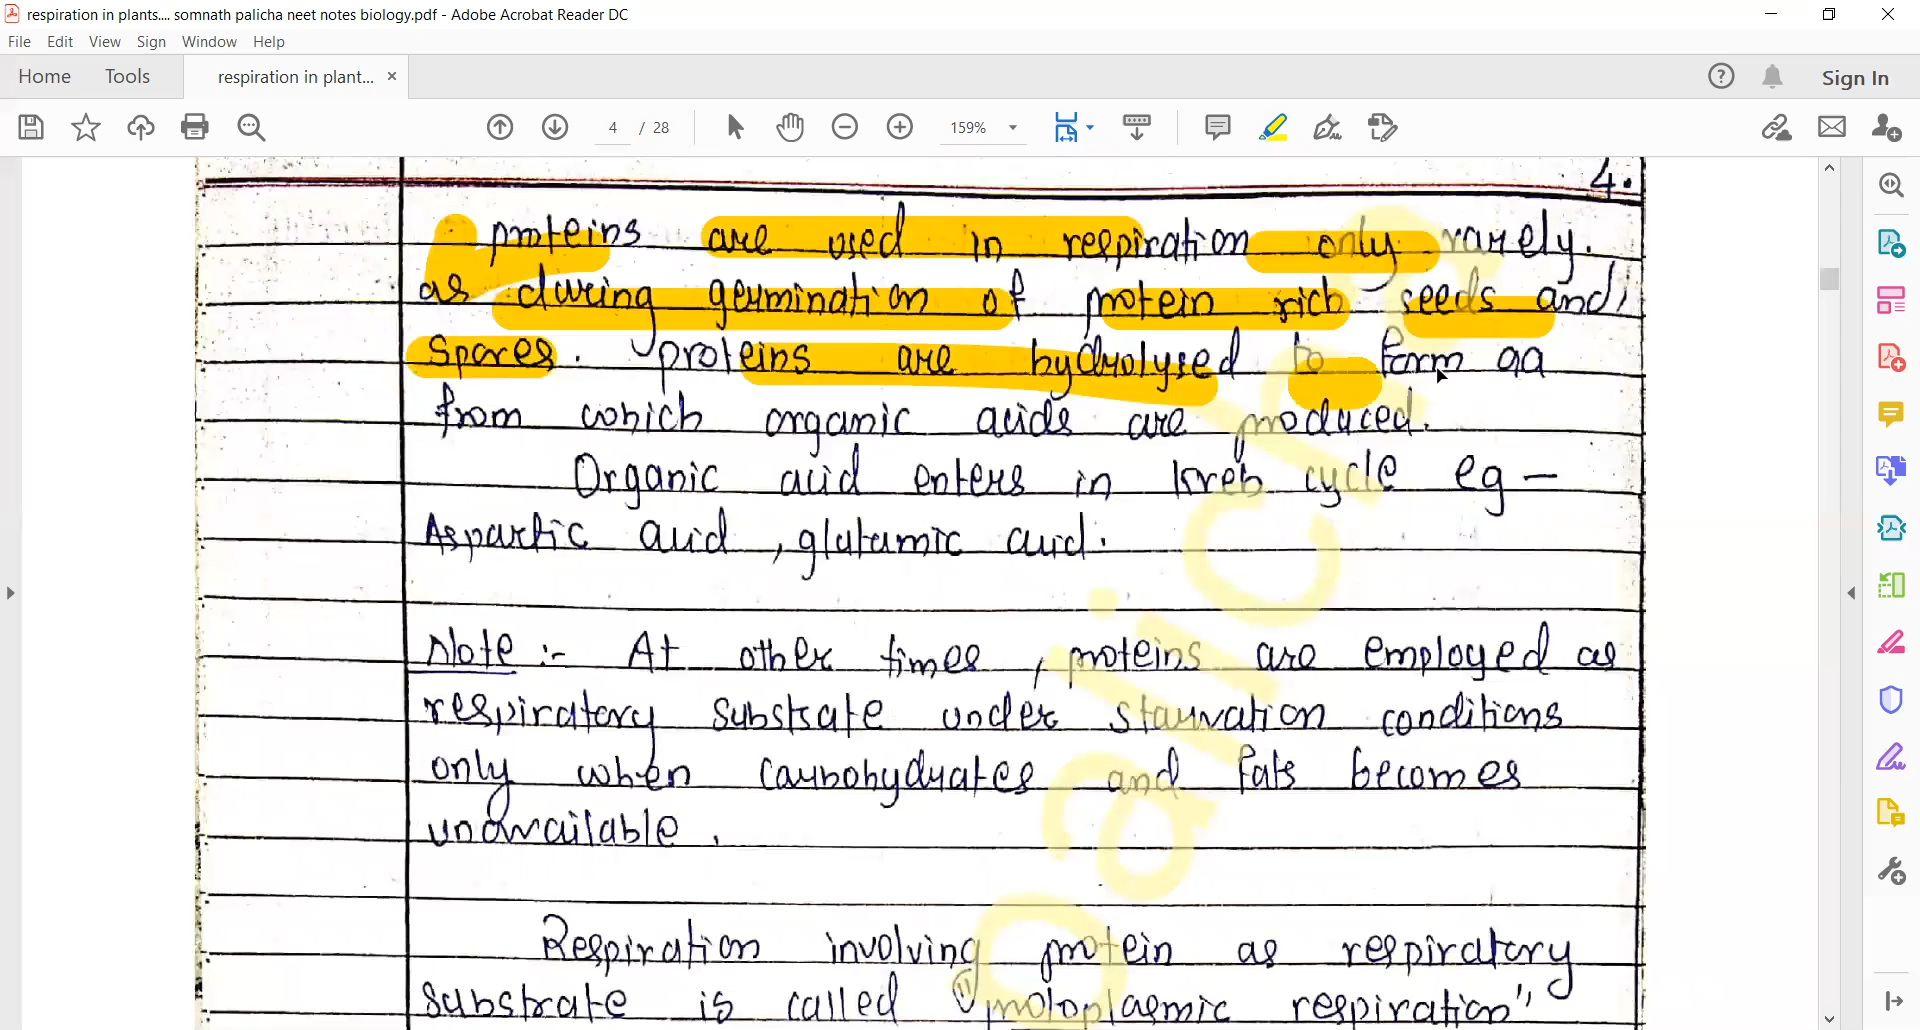 respiration in plants.... somnath palicha neet notes biology.pdf - Adobe Acrobat Reader DC
File Edit View Sign Window Help
Home Tools respiration in plant... × Sign In
4 / 28 159%
4.
proteins are used in respiration only rarely.
as during germination of protein rich seeds and
spores. proteins are hydrolysed to form aa
from which organic acids are produced.
Organic acid enters in kreb cycle eg –
Aspartic acid , glutamic acid.
Note :- At other times , proteins are employed as
respiratory substrate under starvation conditions
only when carbohydrates and fats becomes
unavailable .
Respiration involving protein as respiratory
substrate is called "protoplasmic respiration"
palicha